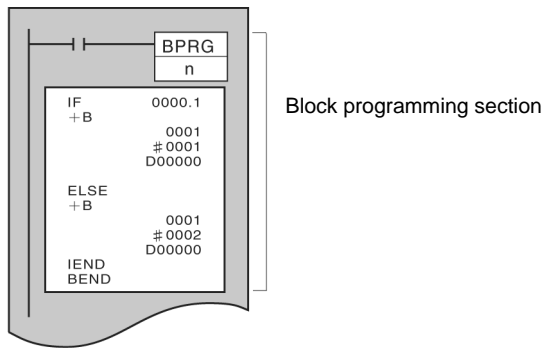 BPRG
n
Block programming section
IF 0000.1
+B
0001
#0001
D00000
ELSE
+B
0001
#0002
D00000
IEND
BEND